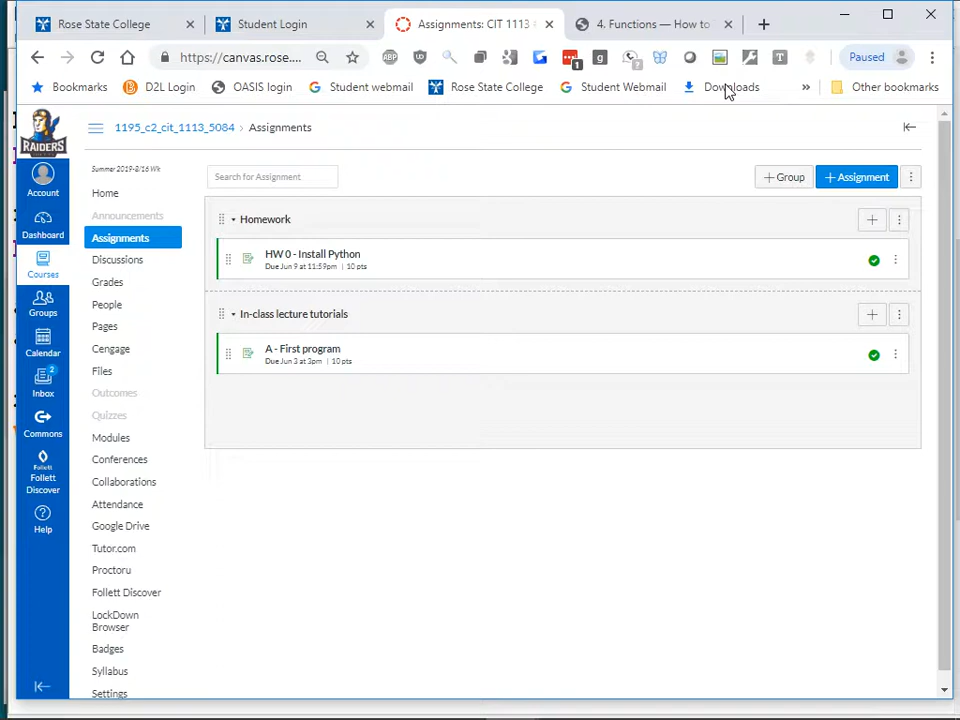 Rose State College
Student Login
Assignments: CIT 1113
4. Functions — How to
https://canvas.rose....
ABP
1
g
?
T
Paused
Bookmarks
D2L Login
OASIS login
Student webmail
Rose State College
Student Webmail
Downloads
»
Other bookmarks
RAIDERS
1195_c2_cit_1113_5084 › Assignments
Summer 2019-8/16 Wk
Search for Assignment
+ Group
+ Assignment
Account
Dashboard
Courses
Groups
Calendar
2
Inbox
Commons
Follett
Follett
Discover
Help
Home
Announcements
Assignments
Discussions
Grades
People
Pages
Cengage
Files
Outcomes
Quizzes
Modules
Conferences
Collaborations
Attendance
Google Drive
Tutor.com
Proctoru
Follett Discover
LockDown
Browser
Badges
Syllabus
Settings
Homework
HW 0 - Install Python
Due Jun 9 at 11:59pm | 10 pts
In-class lecture tutorials
A - First program
Due Jun 3 at 3pm | 10 pts